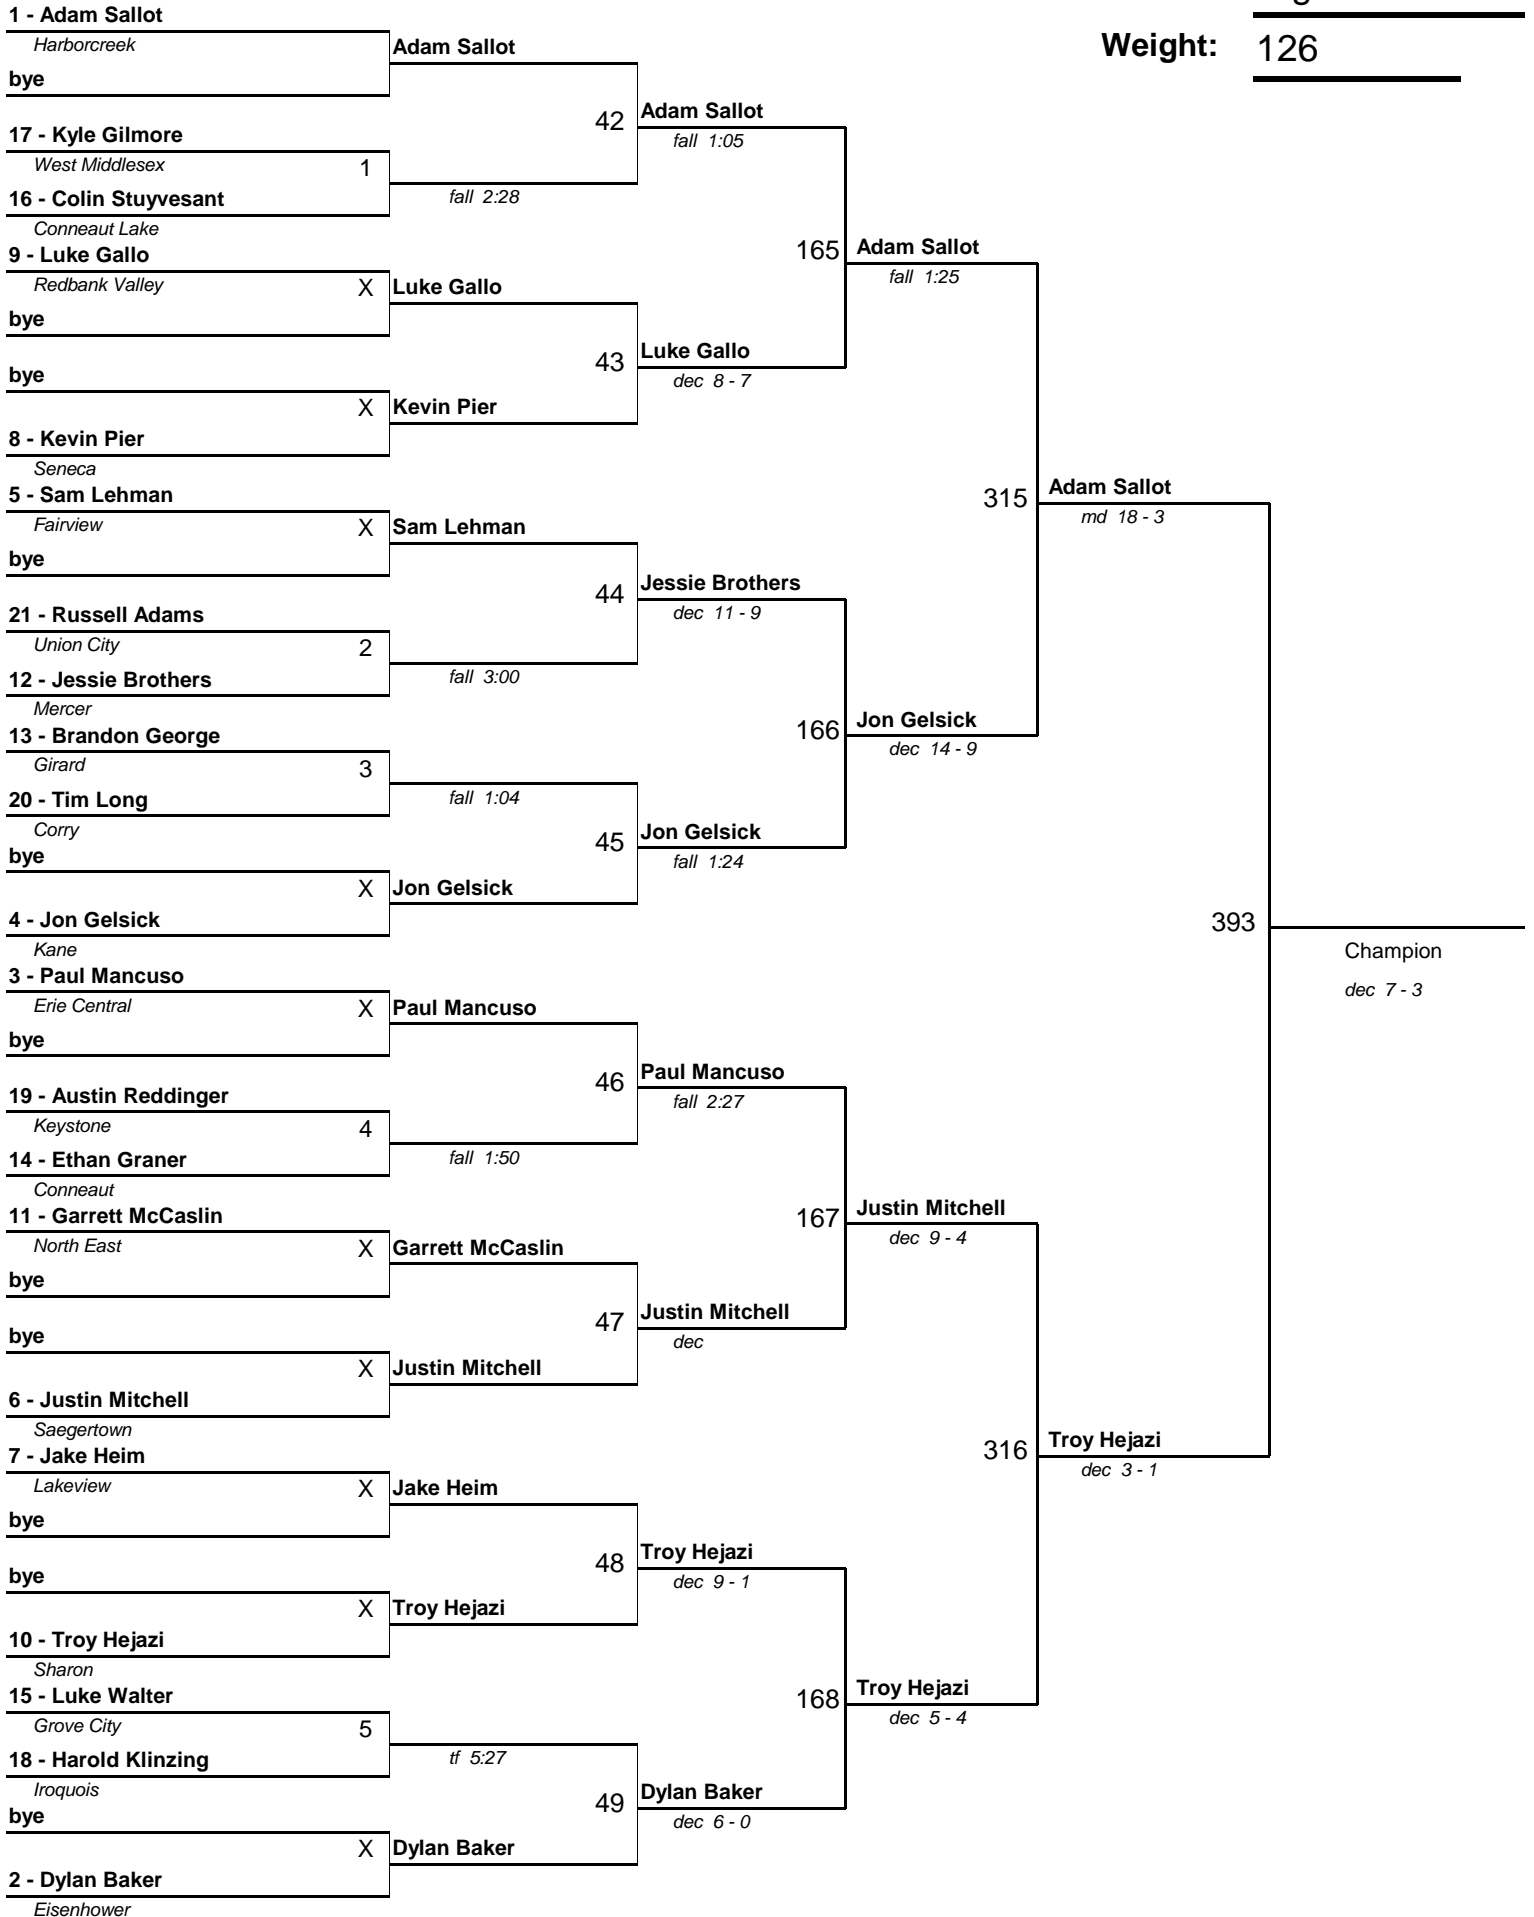 1 - Adam Sallot
Harborcreek
bye
17 - Kyle Gilmore
West Middlesex
1
16 - Colin Stuyvesant
Conneaut Lake
9 - Luke Gallo
Redbank Valley
X
bye
bye
X
8 - Kevin Pier
Seneca
5 - Sam Lehman
Fairview
X
bye
21 - Russell Adams
Union City
2
12 - Jessie Brothers
Mercer
13 - Brandon George
Girard
3
20 - Tim Long
Corry
bye
X
4 - Jon Gelsick
Kane
3 - Paul Mancuso
Erie Central
X
bye
19 - Austin Reddinger
Keystone
4
14 - Ethan Graner
Conneaut
11 - Garrett McCaslin
North East
X
bye
bye
X
6 - Justin Mitchell
Saegertown
7 - Jake Heim
Lakeview
X
bye
bye
X
10 - Troy Hejazi
Sharon
15 - Luke Walter
Grove City
5
18 - Harold Klinzing
Iroquois
bye
X
2 - Dylan Baker
Eisenhower
Adam Sallot
42
fall 2:28
Luke Gallo
43
Kevin Pier
Sam Lehman
44
fall 3:00
fall 1:04
45
Jon Gelsick
Paul Mancuso
46
fall 1:50
Garrett McCaslin
47
Justin Mitchell
Jake Heim
48
Troy Hejazi
tf 5:27
49
Dylan Baker
Adam Sallot
fall 1:05
165
Luke Gallo
dec 8 - 7
Jessie Brothers
dec 11 - 9
166
Jon Gelsick
fall 1:24
Paul Mancuso
fall 2:27
167
Justin Mitchell
dec
Troy Hejazi
dec 9 - 1
168
Dylan Baker
dec 6 - 0
Adam Sallot
fall 1:25
315
Jon Gelsick
dec 14 - 9
Justin Mitchell
dec 9 - 4
316
Troy Hejazi
dec 5 - 4
Adam Sallot
md 18 - 3
393
Troy Hejazi
dec 3 - 1
Champion
dec 7 - 3
Weight: 126